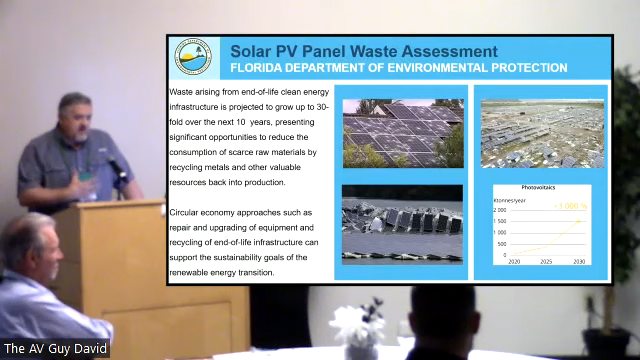 Solar PV Panel Waste Assessment
FLORIDA DEPARTMENT OF ENVIRONMENTAL PROTECTION
Waste arising from end-of-life clean energy
infrastructure is projected to grow up to 30-
fold over the next 10 years, presenting
significant opportunities to reduce the
consumption of scarce raw materials by
recycling metals and other valuable
resources back into production.
Circular economy approaches such as
repair and upgrading of equipment and
recycling of end-of-life infrastructure can
support the sustainability goals of the
renewable energy transition.
Photovoltaics
Ktonnes/year
2 000
1 500
1 000
500
0
2020 2025 2030
The AV Guy David